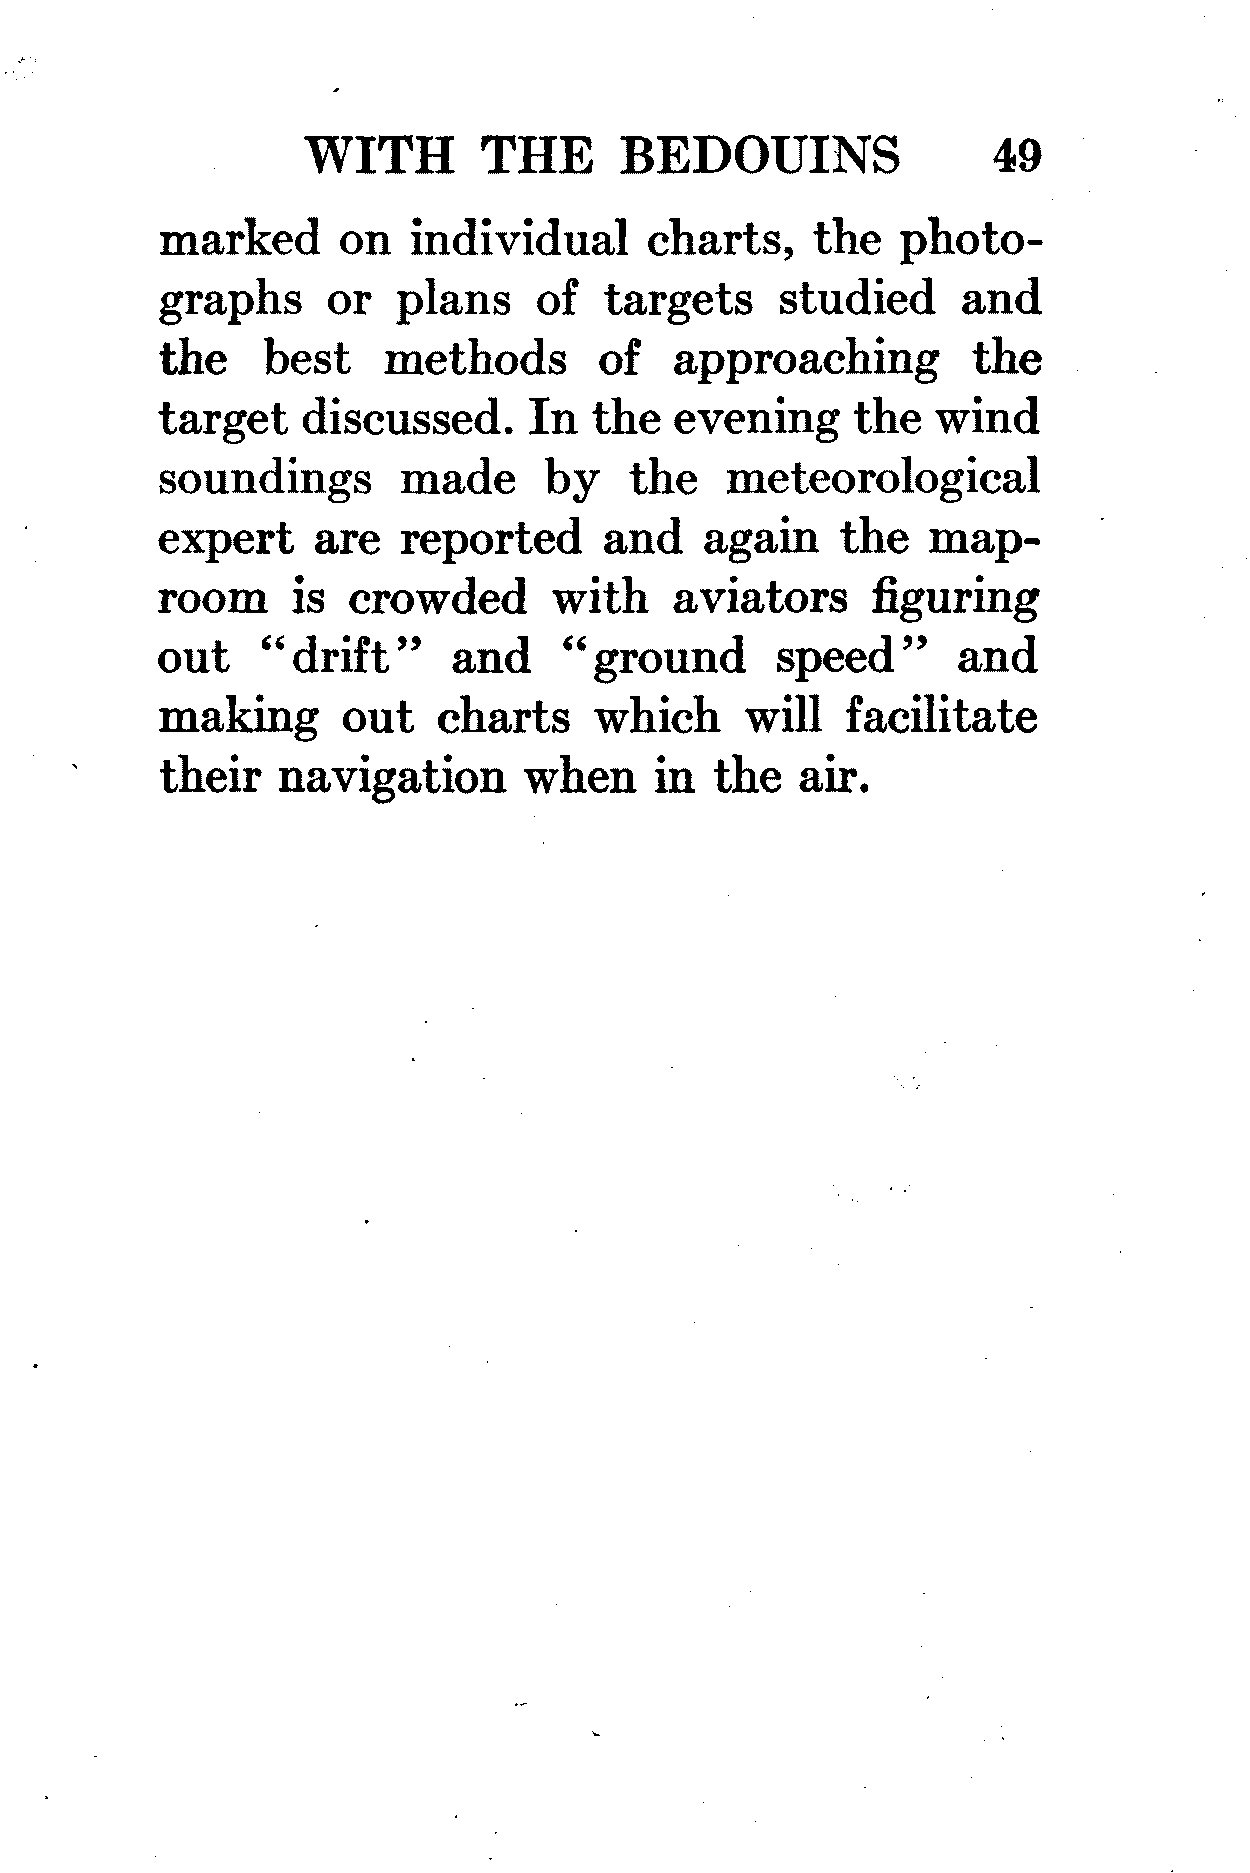 WITH THE BEDOUINS 49
marked on individual charts, the photo-
graphs or plans of targets studied and
the best methods of approaching the
target discussed. In the evening the wind
soundings made by the meteorological
expert are reported and again the map-
room is crowded with aviators figuring
out “drift” and “ground speed” and
making out charts which will facilitate
their navigation when in the air.